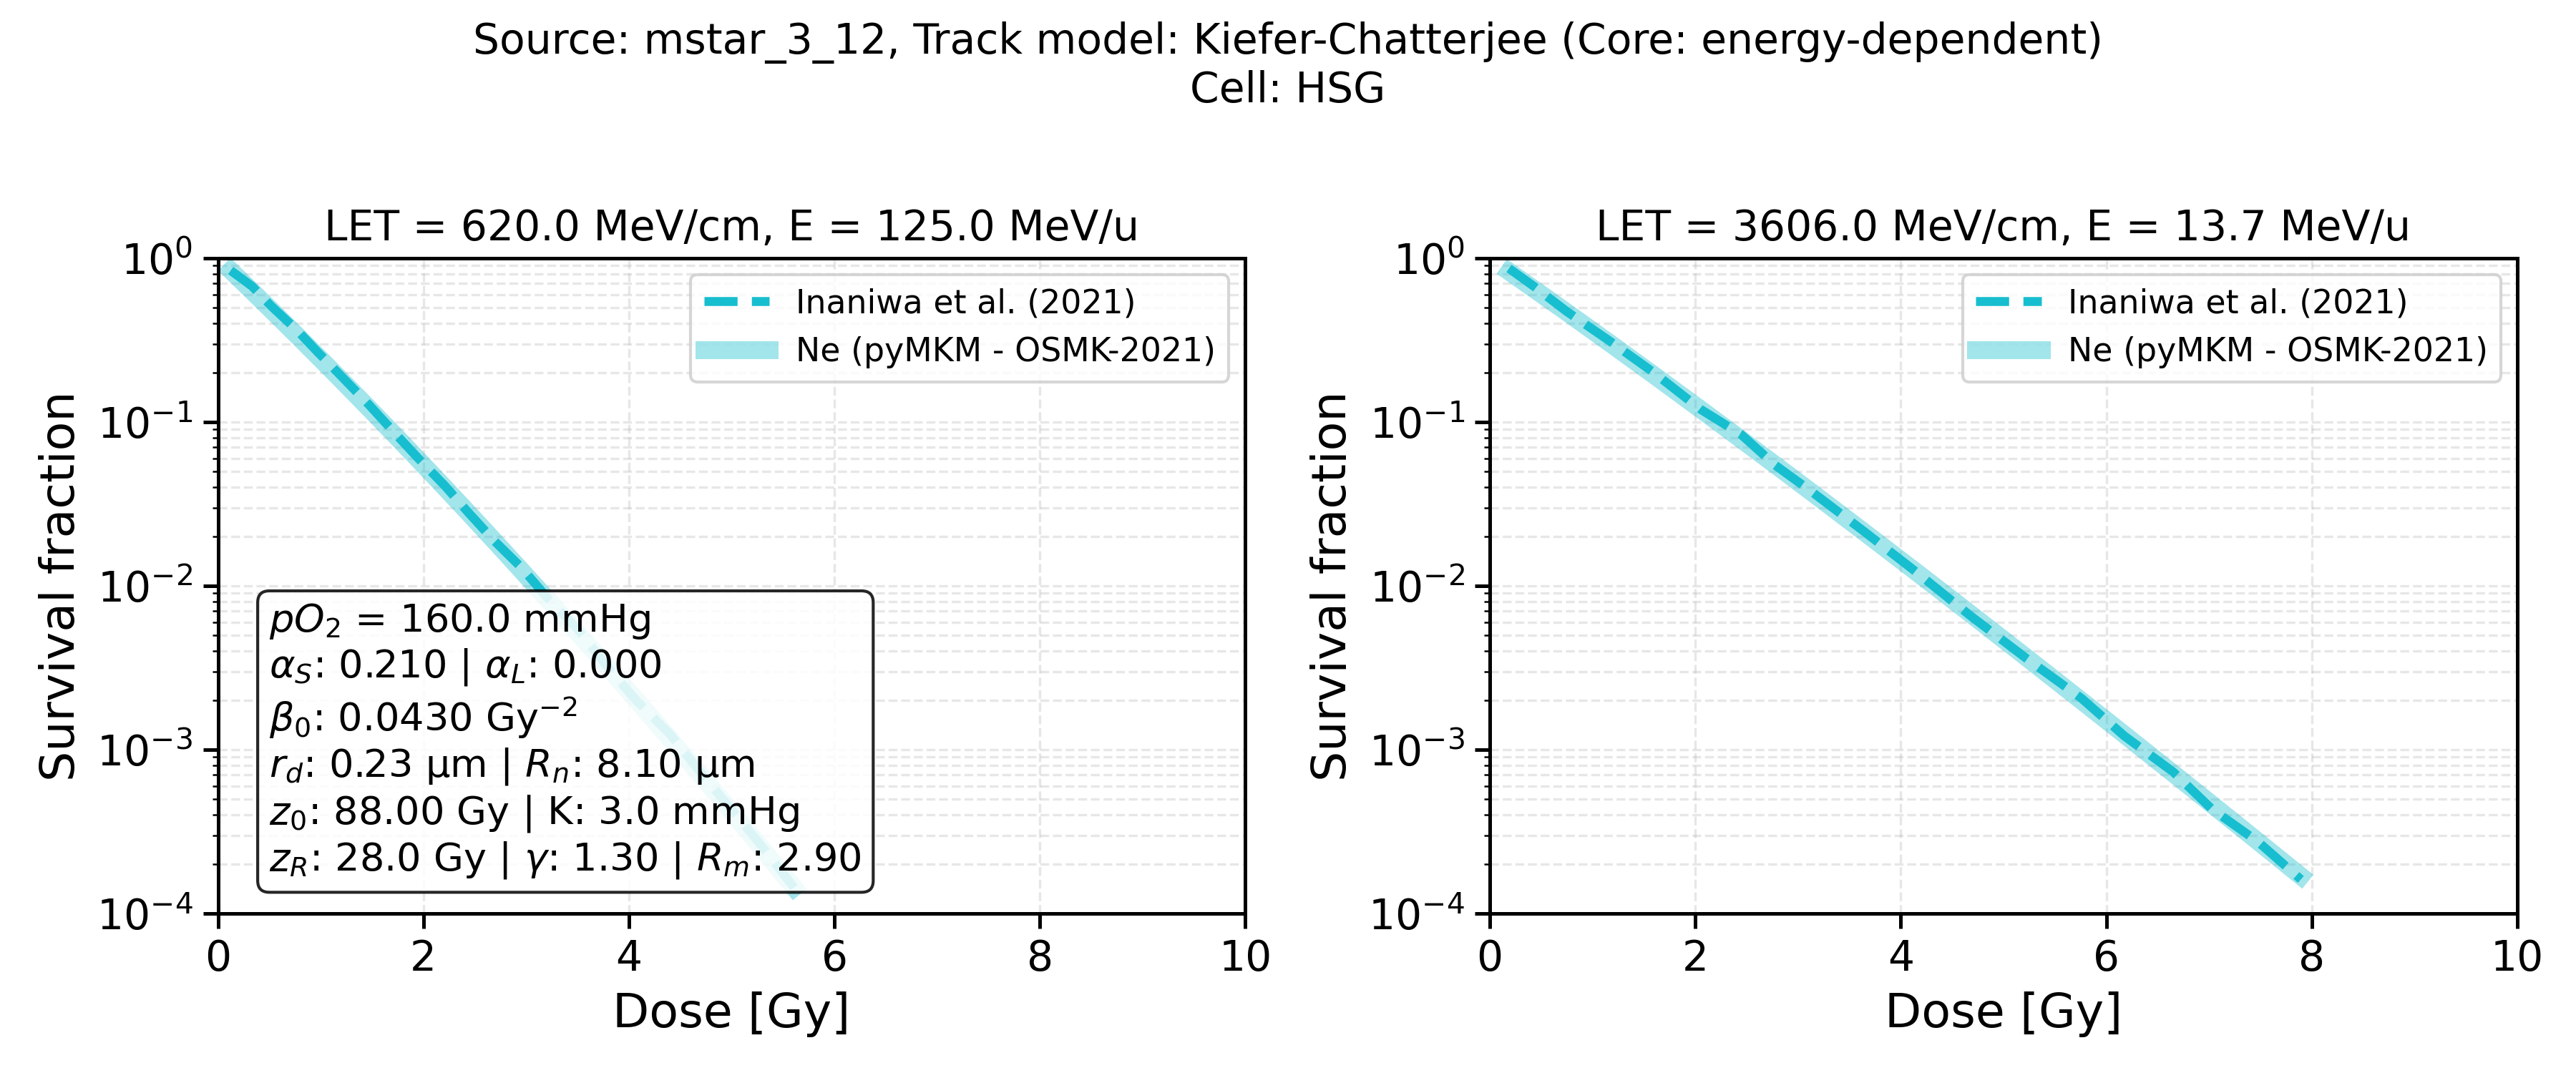 Source: mstar_3_12, Track model: Kiefer-Chatterjee (Core: energy-dependent)
Cell: HSG
LET = 620.0 MeV/cm, E = 125.0 MeV/u
Survival fraction
10⁰
10⁻¹
10⁻²
10⁻³
10⁻⁴
Inaniwa et al. (2021)
Ne (pyMKM - OSMK-2021)
pO₂ = 160.0 mmHg
α_S: 0.210 | α_L: 0.000
β₀: 0.0430 Gy⁻²
r_d: 0.23 μm | R_n: 8.10 μm
z₀: 88.00 Gy | K: 3.0 mmHg
z_R: 28.0 Gy | γ: 1.30 | R_m: 2.90
0 2 4 6 8 10
Dose [Gy]
LET = 3606.0 MeV/cm, E = 13.7 MeV/u
Survival fraction
10⁰
10⁻¹
10⁻²
10⁻³
10⁻⁴
Inaniwa et al. (2021)
Ne (pyMKM - OSMK-2021)
0 2 4 6 8 10
Dose [Gy]